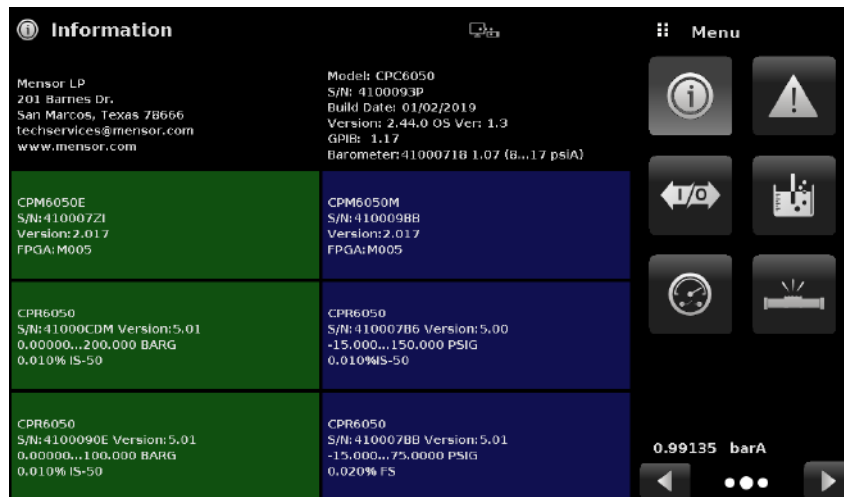 Information
Menu
Mensor LP
201 Barnes Dr.
San Marcos, Texas 78666
techservices@mensor.com
www.mensor.com
Model: CPC6050
S/N: 4100093P
Build Date: 01/02/2019
Version: 2.44.0 OS Ver: 1.3
GPIB: 1.17
Barometer:41000718 1.07 (8...17 psiA)
CPM6050E
S/N:410007ZI
Version:2.017
FPGA:M005
CPM6050M
S/N:410009BB
Version:2.017
FPGA:M005
CPR6050
S/N:41000CDM Version:5.01
0.00000...200.000 BARG
0.010% IS-50
CPR6050
S/N:410007B6 Version:5.00
-15.000...150.000 PSIG
0.010%IS-50
CPR6050
S/N:4100090E Version:5.01
0.00000...100.000 BARG
0.010% IS-50
CPR6050
S/N:410007BB Version:5.01
-15.000...75.0000 PSIG
0.020% FS
I/O
0.99135 barA